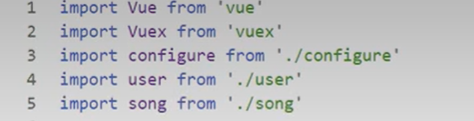 1 import Vue from 'vue'
2 import Vuex from 'vuex'
3 import configure from './configure'
4 import user from './user'
5 import song from './song'